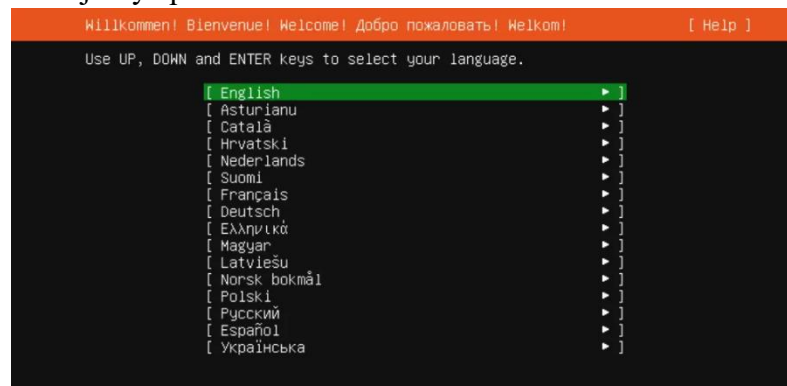 Willkommen! Bienvenue! Welcome! Добро пожаловать! Welkom! [ Help ]
Use UP, DOWN and ENTER keys to select your language.
[ English ► ]
[ Asturianu ► ]
[ Català ► ]
[ Hrvatski ► ]
[ Nederlands ► ]
[ Suomi ► ]
[ Français ► ]
[ Deutsch ► ]
[ Ελληνικά ► ]
[ Magyar ► ]
[ Latviešu ► ]
[ Norsk bokmål ► ]
[ Polski ► ]
[ Русский ► ]
[ Español ► ]
[ Українська ► ]